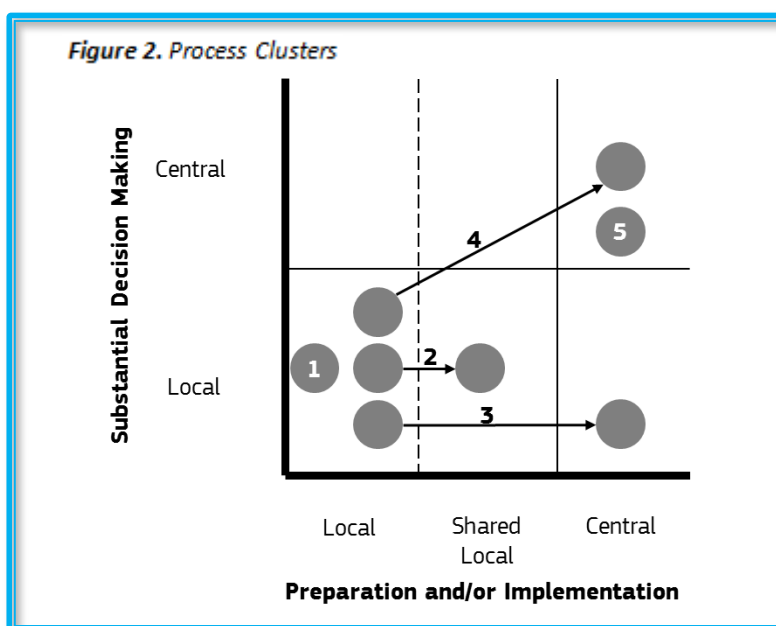 Figure 2. Process Clusters
Substantial Decision Making
Central
Local
4
5
1
2
3
Local
Shared
Local
Central
Preparation and/or Implementation